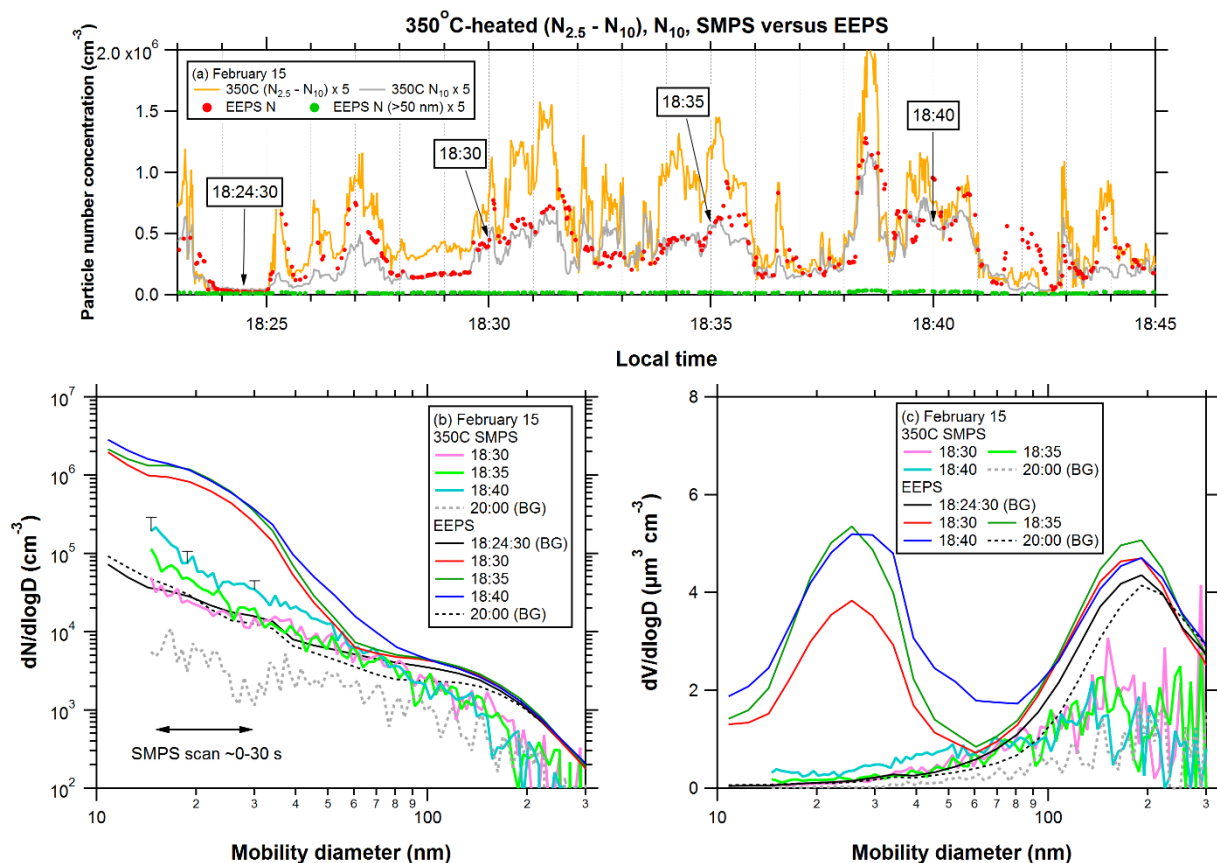 350°C-heated (N2.5 - N10), N10, SMPS versus EEPS
Particle number concentration (cm-3)
2.0 x10^6
1.5
1.0
0.5
0.0
(a) February 15
350C (N2.5 - N10) x 5 350C N10 x 5
EEPS N EEPS N (>50 nm) x 5
18:24:30
18:30
18:35
18:40
18:25 18:30 18:35 18:40 18:45
Local time
dN/dlogD (cm-3)
10^7
10^6
10^5
10^4
10^3
10^2
(b) February 15
350C SMPS
18:30
18:35
18:40
20:00 (BG)
EEPS
18:24:30 (BG)
18:30
18:35
18:40
20:00 (BG)
SMPS scan ~0-30 s
10 2 3 4 5 6 7 8 9 100 2 3
Mobility diameter (nm)
dV/dlogD (µm3 cm-3)
8
6
4
2
0
(c) February 15
350C SMPS
18:30 18:35
18:40 20:00 (BG)
EEPS
18:24:30 (BG)
18:30 18:35
18:40 20:00 (BG)
10 2 3 4 5 6 7 8 9 100 2 3
Mobility diameter (nm)